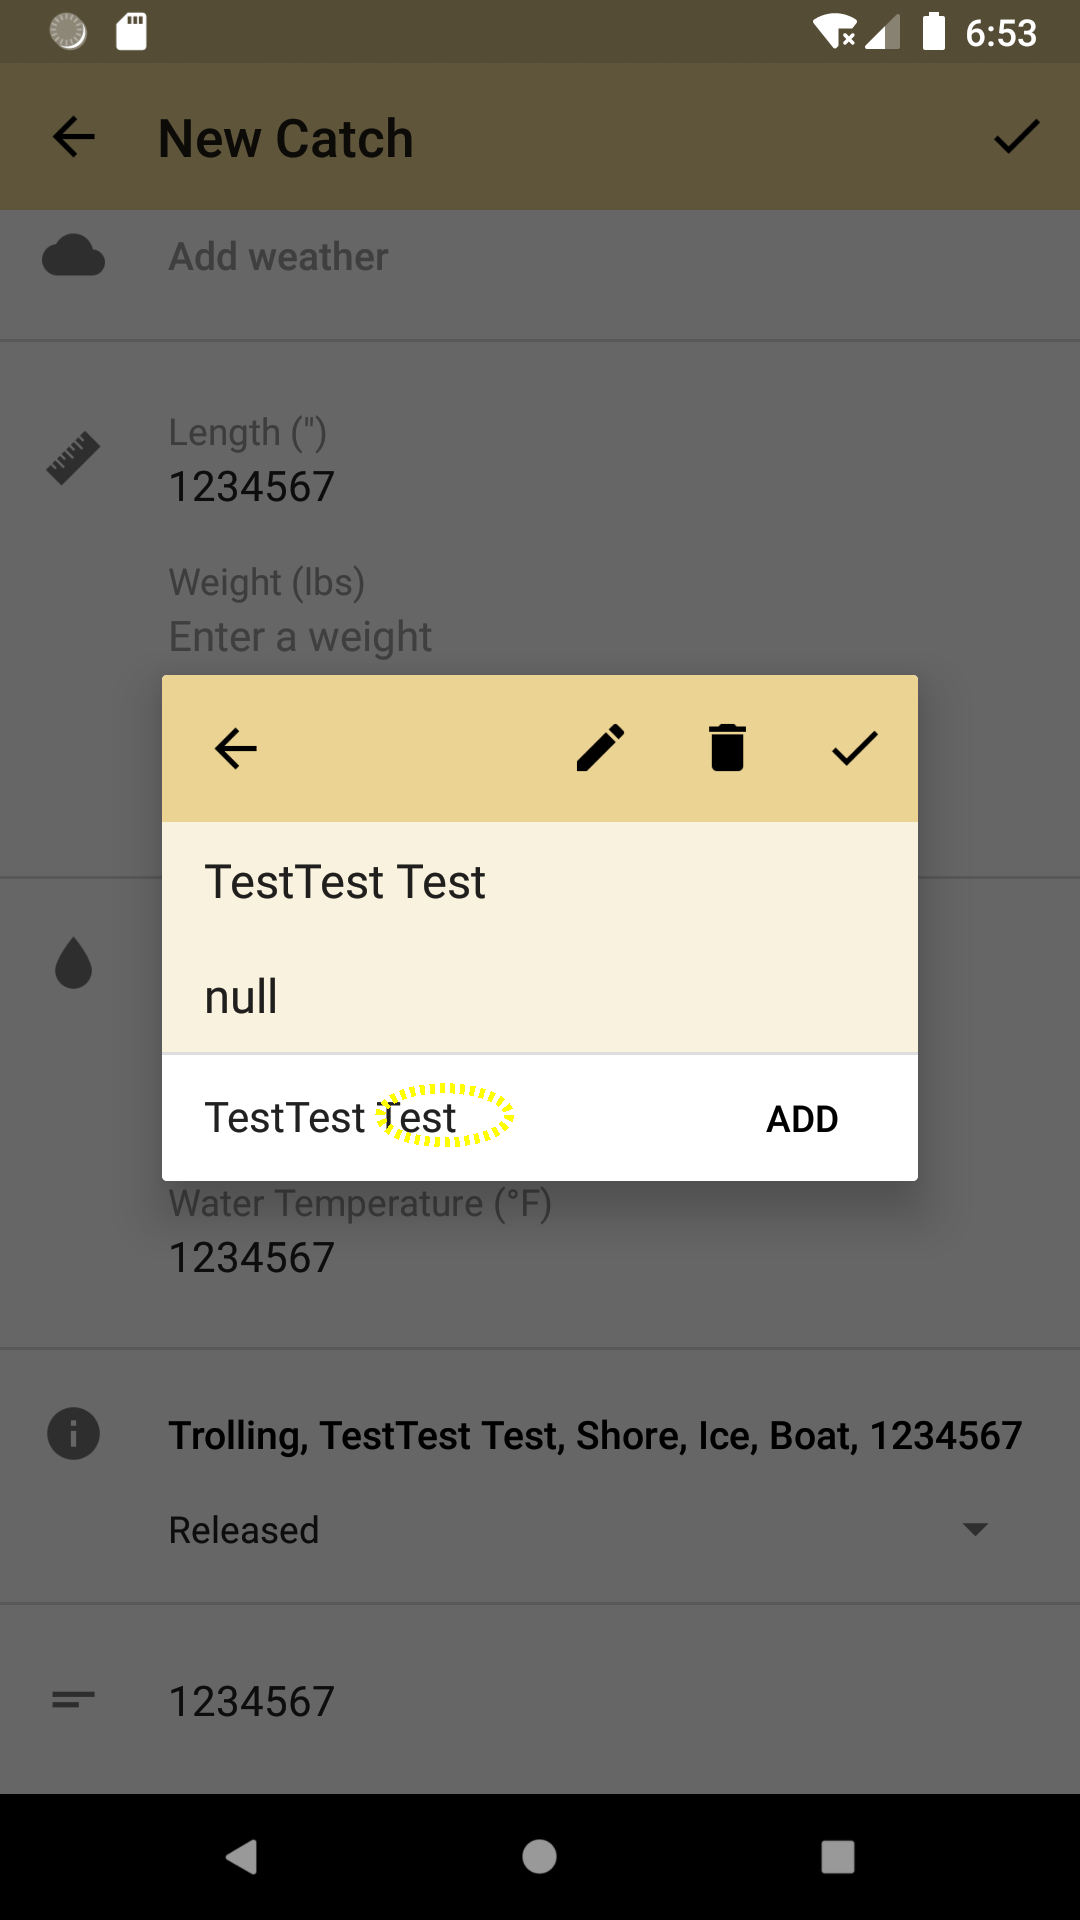 6:53
New Catch
Add weather
Length (")
1234567
Weight (lbs)
Enter a weight
TestTest Test
null
TestTest Test ADD
Water Temperature (°F)
1234567
Trolling, TestTest Test, Shore, Ice, Boat, 1234567
Released
1234567